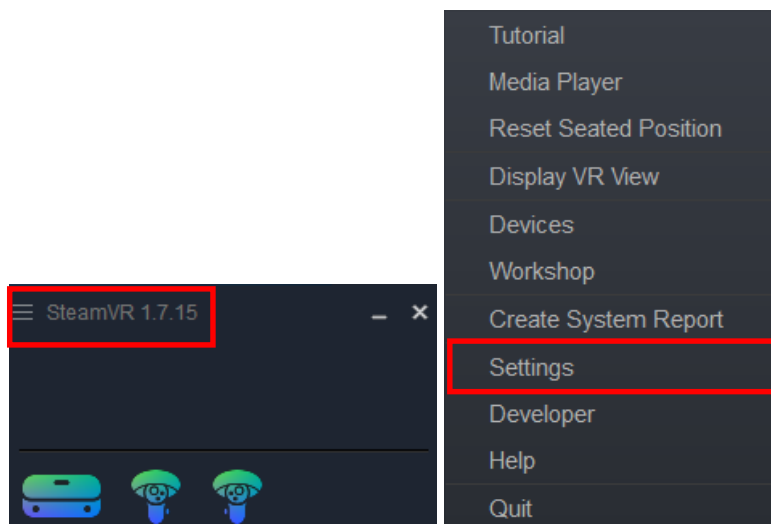 SteamVR 1.7.15
Tutorial
Media Player
Reset Seated Position
Display VR View
Devices
Workshop
Create System Report
Settings
Developer
Help
Quit